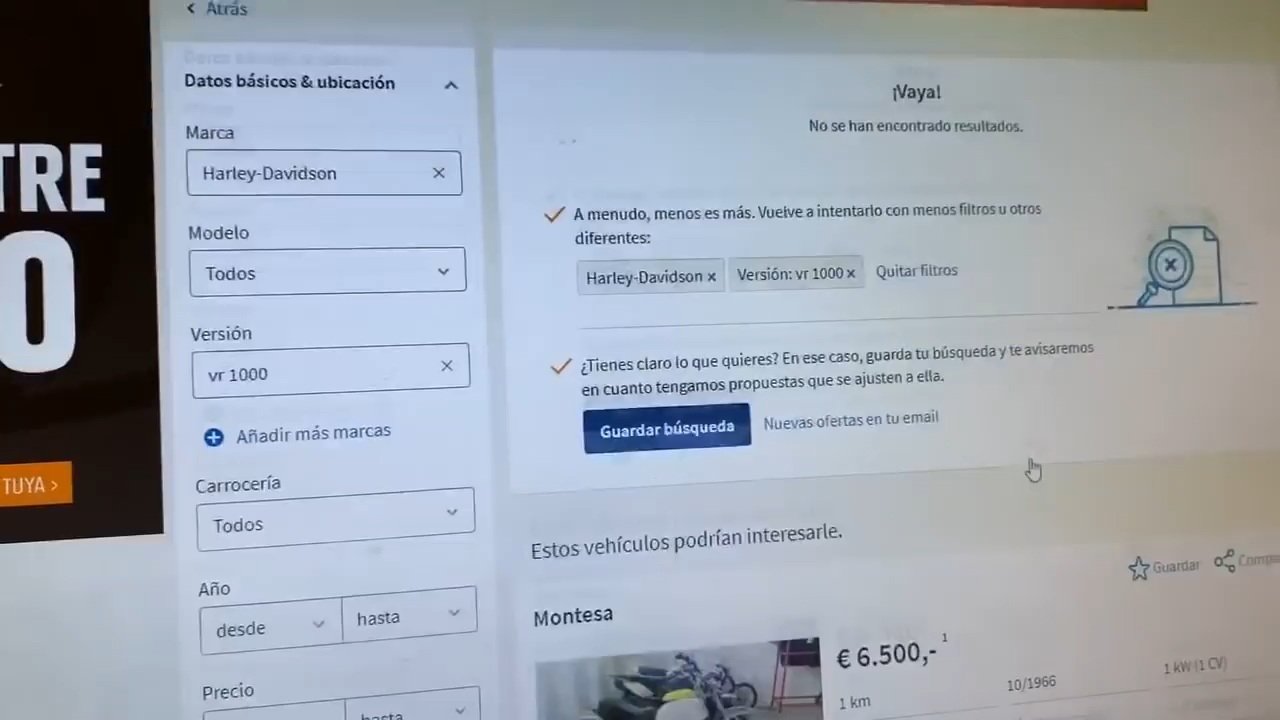 Atrás
Datos básicos & ubicación
Marca
Harley-Davidson
Modelo
Todos
Versión
vr 1000
Añadir más marcas
Carrocería
Todos
Año
desde
hasta
Precio
hasta
¡Vaya!
No se han encontrado resultados.
A menudo, menos es más. Vuelve a intentarlo con menos filtros u otros
diferentes:
Harley-Davidson x
Versión: vr 1000 x
Quitar filtros
¿Tienes claro lo que quieres? En ese caso, guarda tu búsqueda y te avisaremos
en cuanto tengamos propuestas que se ajusten a ella.
Guardar búsqueda
Nuevas ofertas en tu email
Estos vehículos podrían interesarle.
Guardar
Montesa
€ 6.500,- 1
1 km
10/1966
1 kW (1 CV)
TRE
0
TUYA >